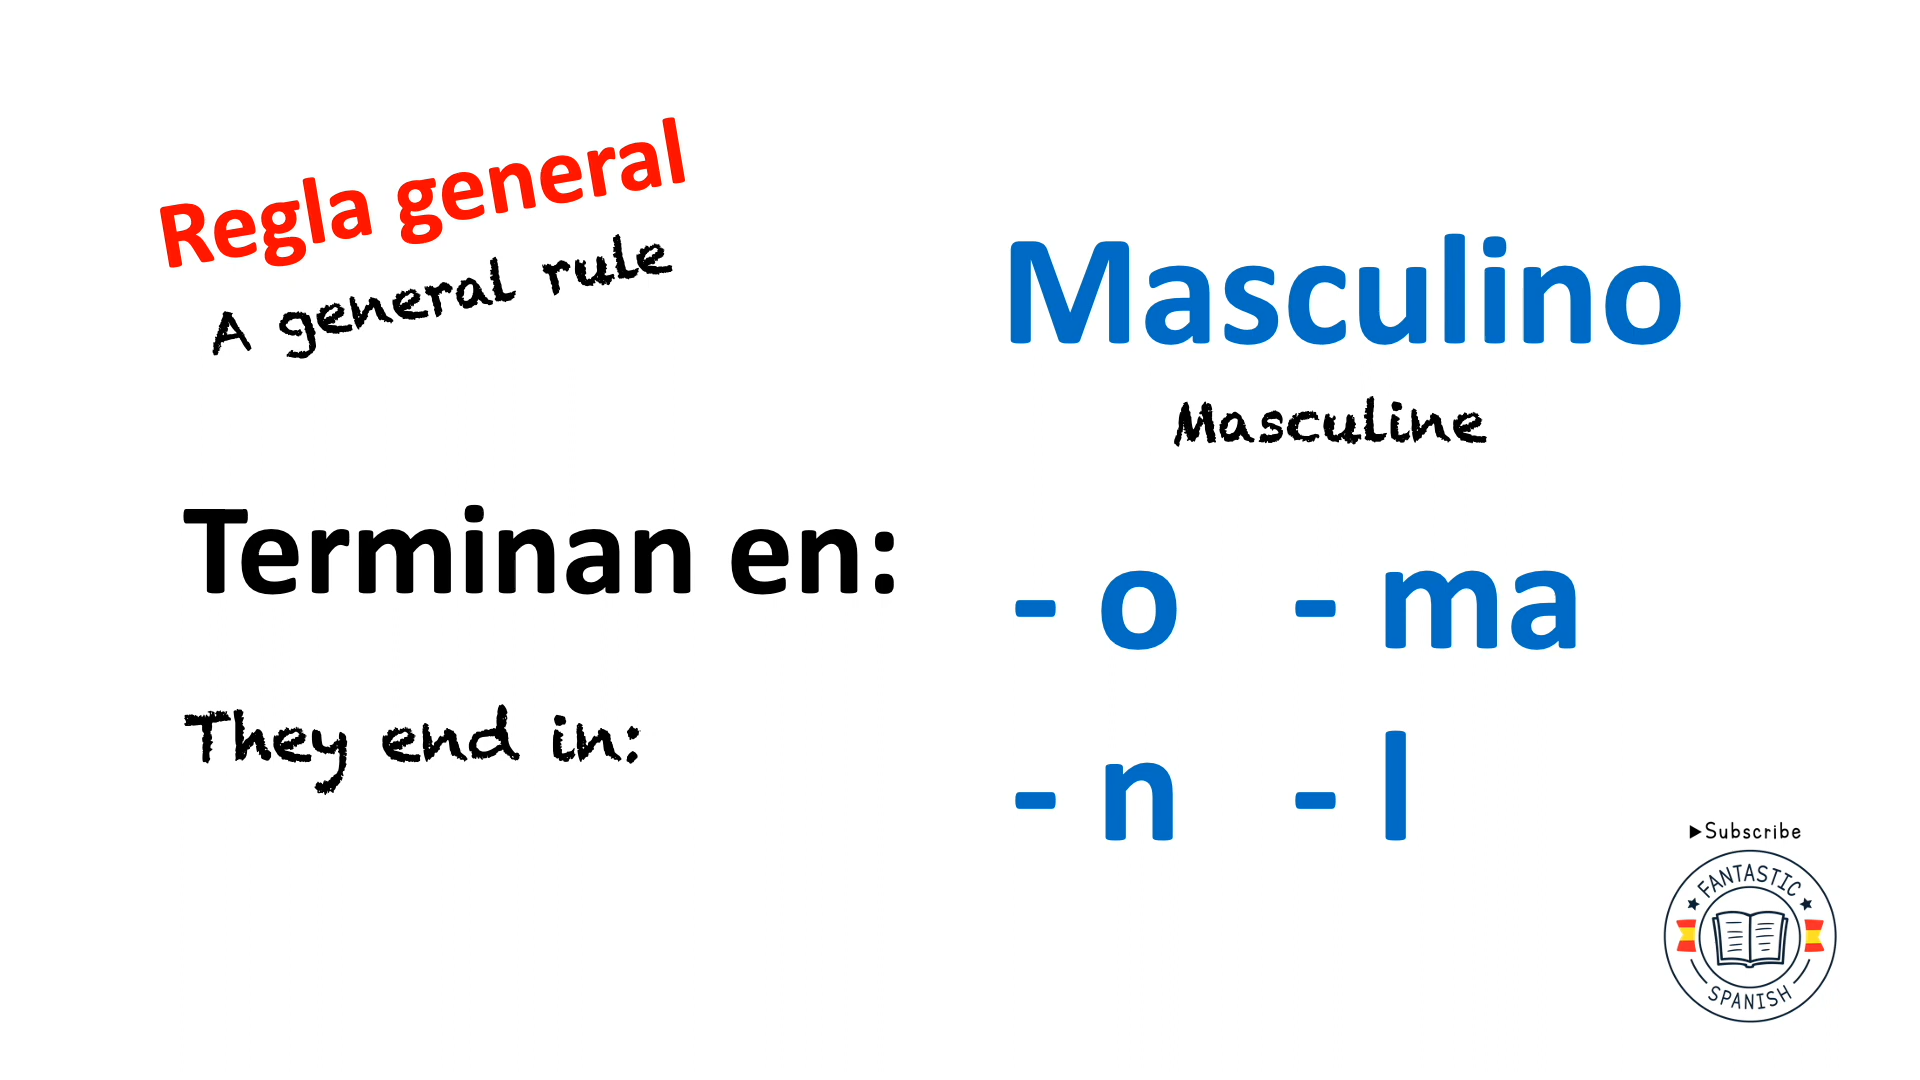 Regla general
A general rule
Masculino
Masculine
Terminan en:
They end in:
- o - ma
- n - l
▶Subscribe
FANTASTIC
SPANISH